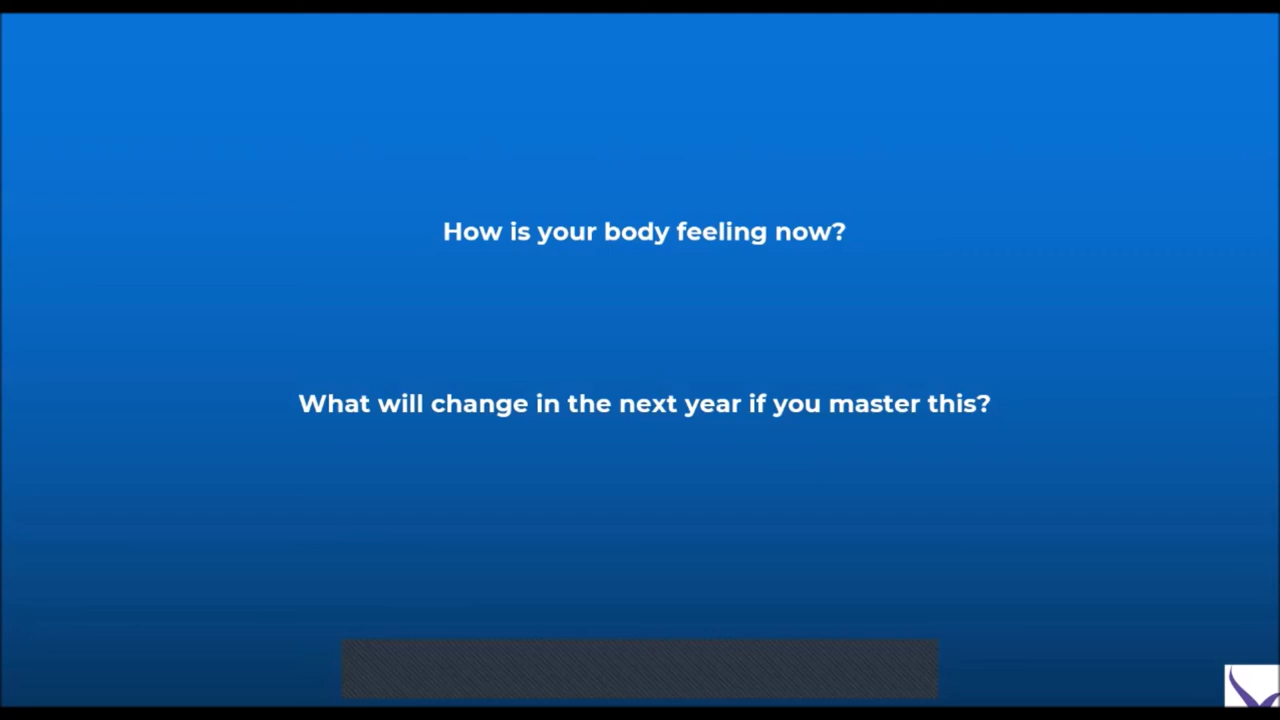 How is your body feeling now?
What will change in the next year if you master this?